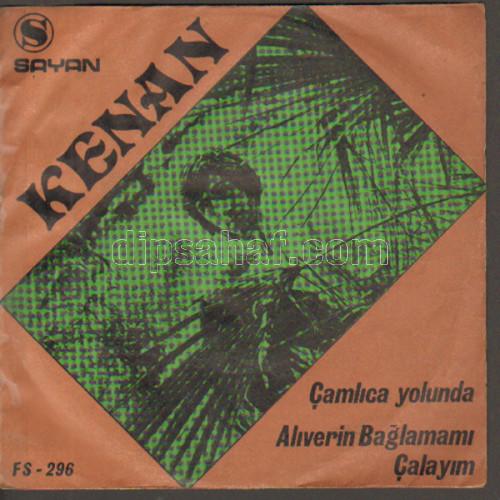 S
SAYAN
KENAN
dipsahaf.com
Çamlıca yolunda
Alıverin Bağlamamı
Çalayım
FS - 296